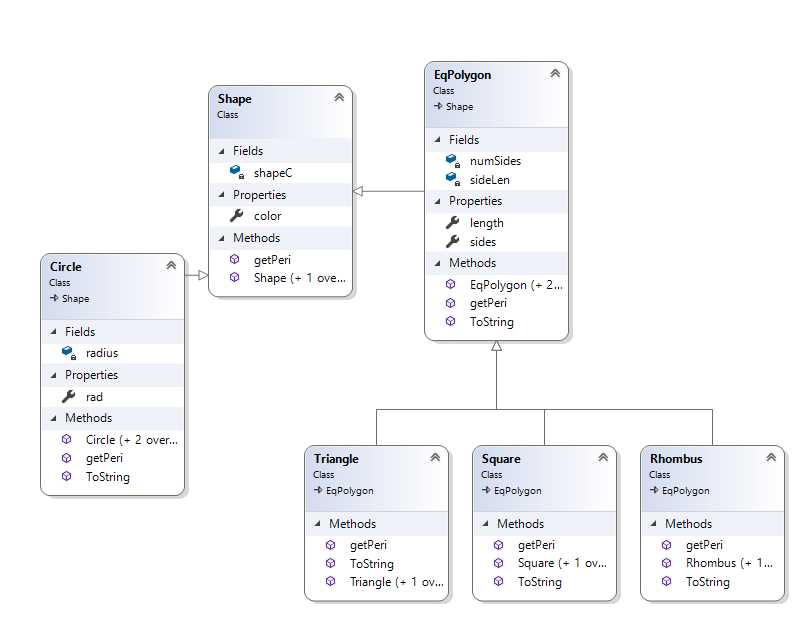 EqPolygon
Class
Shape
Fields
numSides
sideLen
Properties
length
sides
Methods
EqPolygon (+ 2...
getPeri
ToString
Shape
Class
Fields
shapeC
Properties
color
Methods
getPeri
Shape (+ 1 ove...
Circle
Class
Shape
Fields
radius
Properties
rad
Methods
Circle (+ 2 over...
getPeri
ToString
Triangle
Class
EqPolygon
Methods
getPeri
ToString
Triangle (+ 1 ov...
Square
Class
EqPolygon
Methods
getPeri
Square (+ 1 ov...
ToString
Rhombus
Class
EqPolygon
Methods
getPeri
Rhombus (+ 1...
ToString